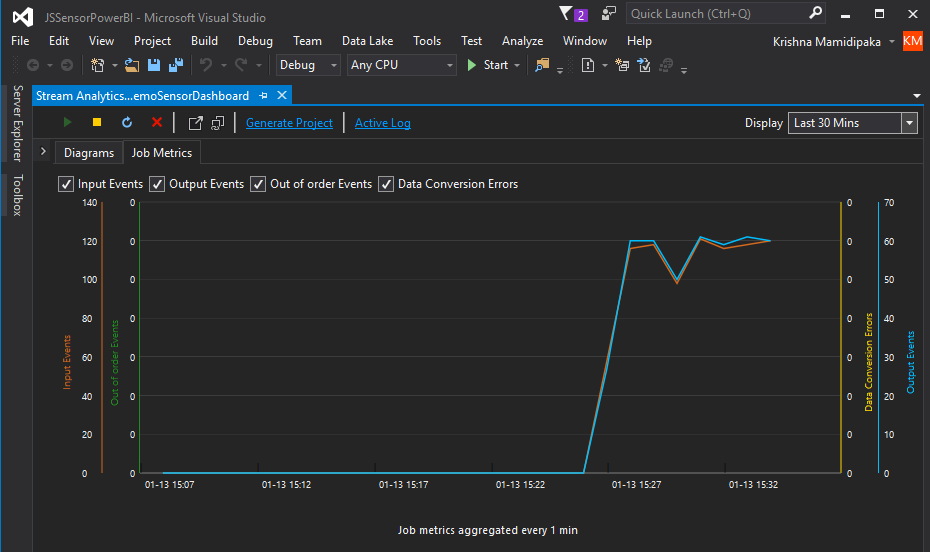 JSSensorPowerBI - Microsoft Visual Studio
2
Quick Launch (Ctrl+Q)
File Edit View Project Build Debug Team Data Lake Tools Test Analyze Window Help
Krishna Mamidipaka KM
Debug Any CPU Start
Server Explorer
Toolbox
Stream Analytics...emoSensorDashboard
Generate Project Active Log Display Last 30 Mins
Diagrams Job Metrics
Input Events Output Events Out of order Events Data Conversion Errors
140 0 0 70
120 0 0 60
100 0 0 50
80 0 0 40
60 0 0 30
40 0 0 20
20 0 0 10
0 0 0 0
Input Events
Out of order Events
Data Conversion Errors
Output Events
01-13 15:07 01-13 15:12 01-13 15:17 01-13 15:22 01-13 15:27 01-13 15:32
Job metrics aggregated every 1 min